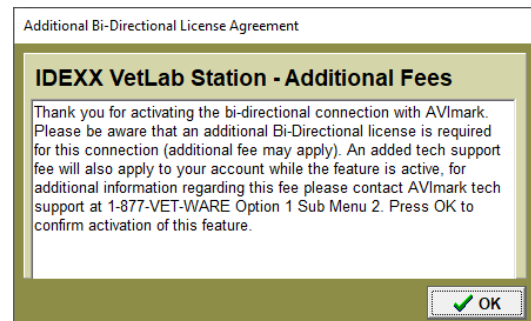 Additional Bi-Directional License Agreement
IDEXX VetLab Station - Additional Fees
Thank you for activating the bi-directional connection with AVImark.
Please be aware that an additional Bi-Directional license is required
for this connection (additional fee may apply). An added tech support
fee will also apply to your account while the feature is active, for
additional information regarding this fee please contact AVImark tech
support at 1-877-VET-WARE Option 1 Sub Menu 2. Press OK to
confirm activation of this feature.
OK